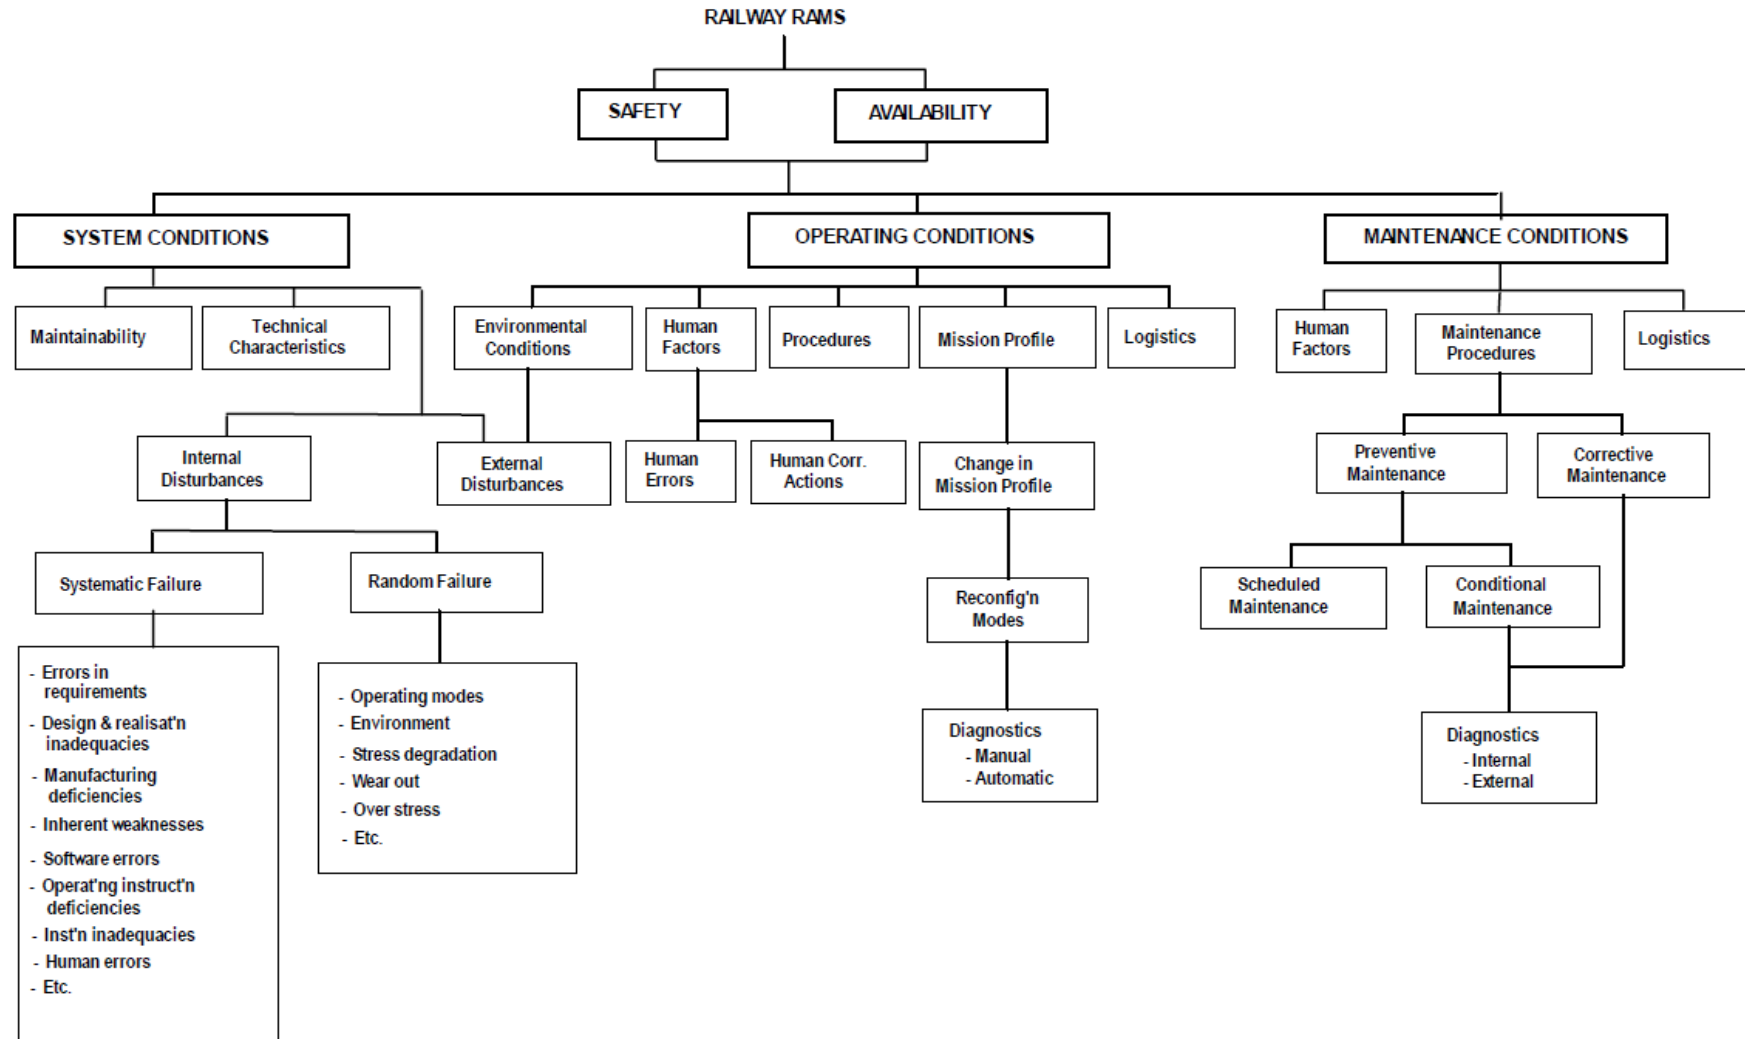 RAILWAY RAMS
SAFETY
AVAILABILITY
SYSTEM CONDITIONS
OPERATING CONDITIONS
MAINTENANCE CONDITIONS
Maintainability
Technical
Characteristics
Environmental
Conditions
Human
Factors
Procedures
Mission Profile
Logistics
Human
Factors
Maintenance
Procedures
Logistics
Internal
Disturbances
External
Disturbances
Human
Errors
Human Corr.
Actions
Change in
Mission Profile
Preventive
Maintenance
Corrective
Maintenance
Systematic Failure
Random Failure
Reconfig'n
Modes
Scheduled
Maintenance
Conditional
Maintenance
- Errors in
requirements
- Design & realisat'n
inadequacies
- Manufacturing
deficiencies
- Inherent weaknesses
- Software errors
- Operat'ng instruct'n
deficiencies
- Inst'n inadequacies
- Human errors
- Etc.
- Operating modes
- Environment
- Stress degradation
- Wear out
- Over stress
- Etc.
Diagnostics
- Manual
- Automatic
Diagnostics
- Internal
- External